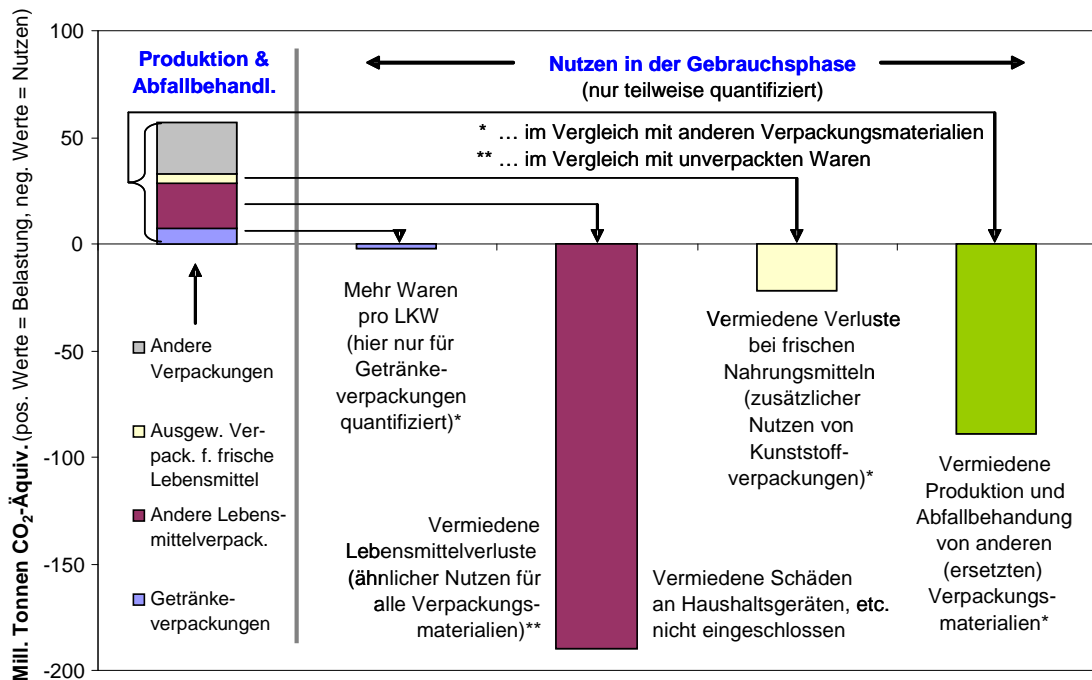 Mill. Tonnen CO₂-Äquiv. (pos. Werte = Belastung, neg. Werte = Nutzen)
100
50
0
-50
-100
-150
-200
Produktion &
Abfallbehandl.
Nutzen in der Gebrauchsphase
(nur teilweise quantifiziert)
* … im Vergleich mit anderen Verpackungsmaterialien
** … im Vergleich mit unverpackten Waren
Andere
Verpackungen
Ausgew. Ver-
pack. f. frische
Lebensmittel
Andere Lebens-
mittelverpack.
Getränke-
verpackungen
Mehr Waren
pro LKW
(hier nur für
Getränke-
verpackungen
quantifiziert)*
Vermiedene
Lebensmittelverluste
(ähnlicher Nutzen für
alle Verpackungs-
materialien)**
Vermiedene Verluste
bei frischen
Nahrungsmitteln
(zusätzlicher
Nutzen von
Kunststoff-
verpackungen)*
Vermiedene Schäden
an Haushaltsgeräten, etc.
nicht eingeschlossen
Vermiedene
Produktion und
Abfallbehandung
von anderen
(ersetzten)
Verpackungs-
materialien*